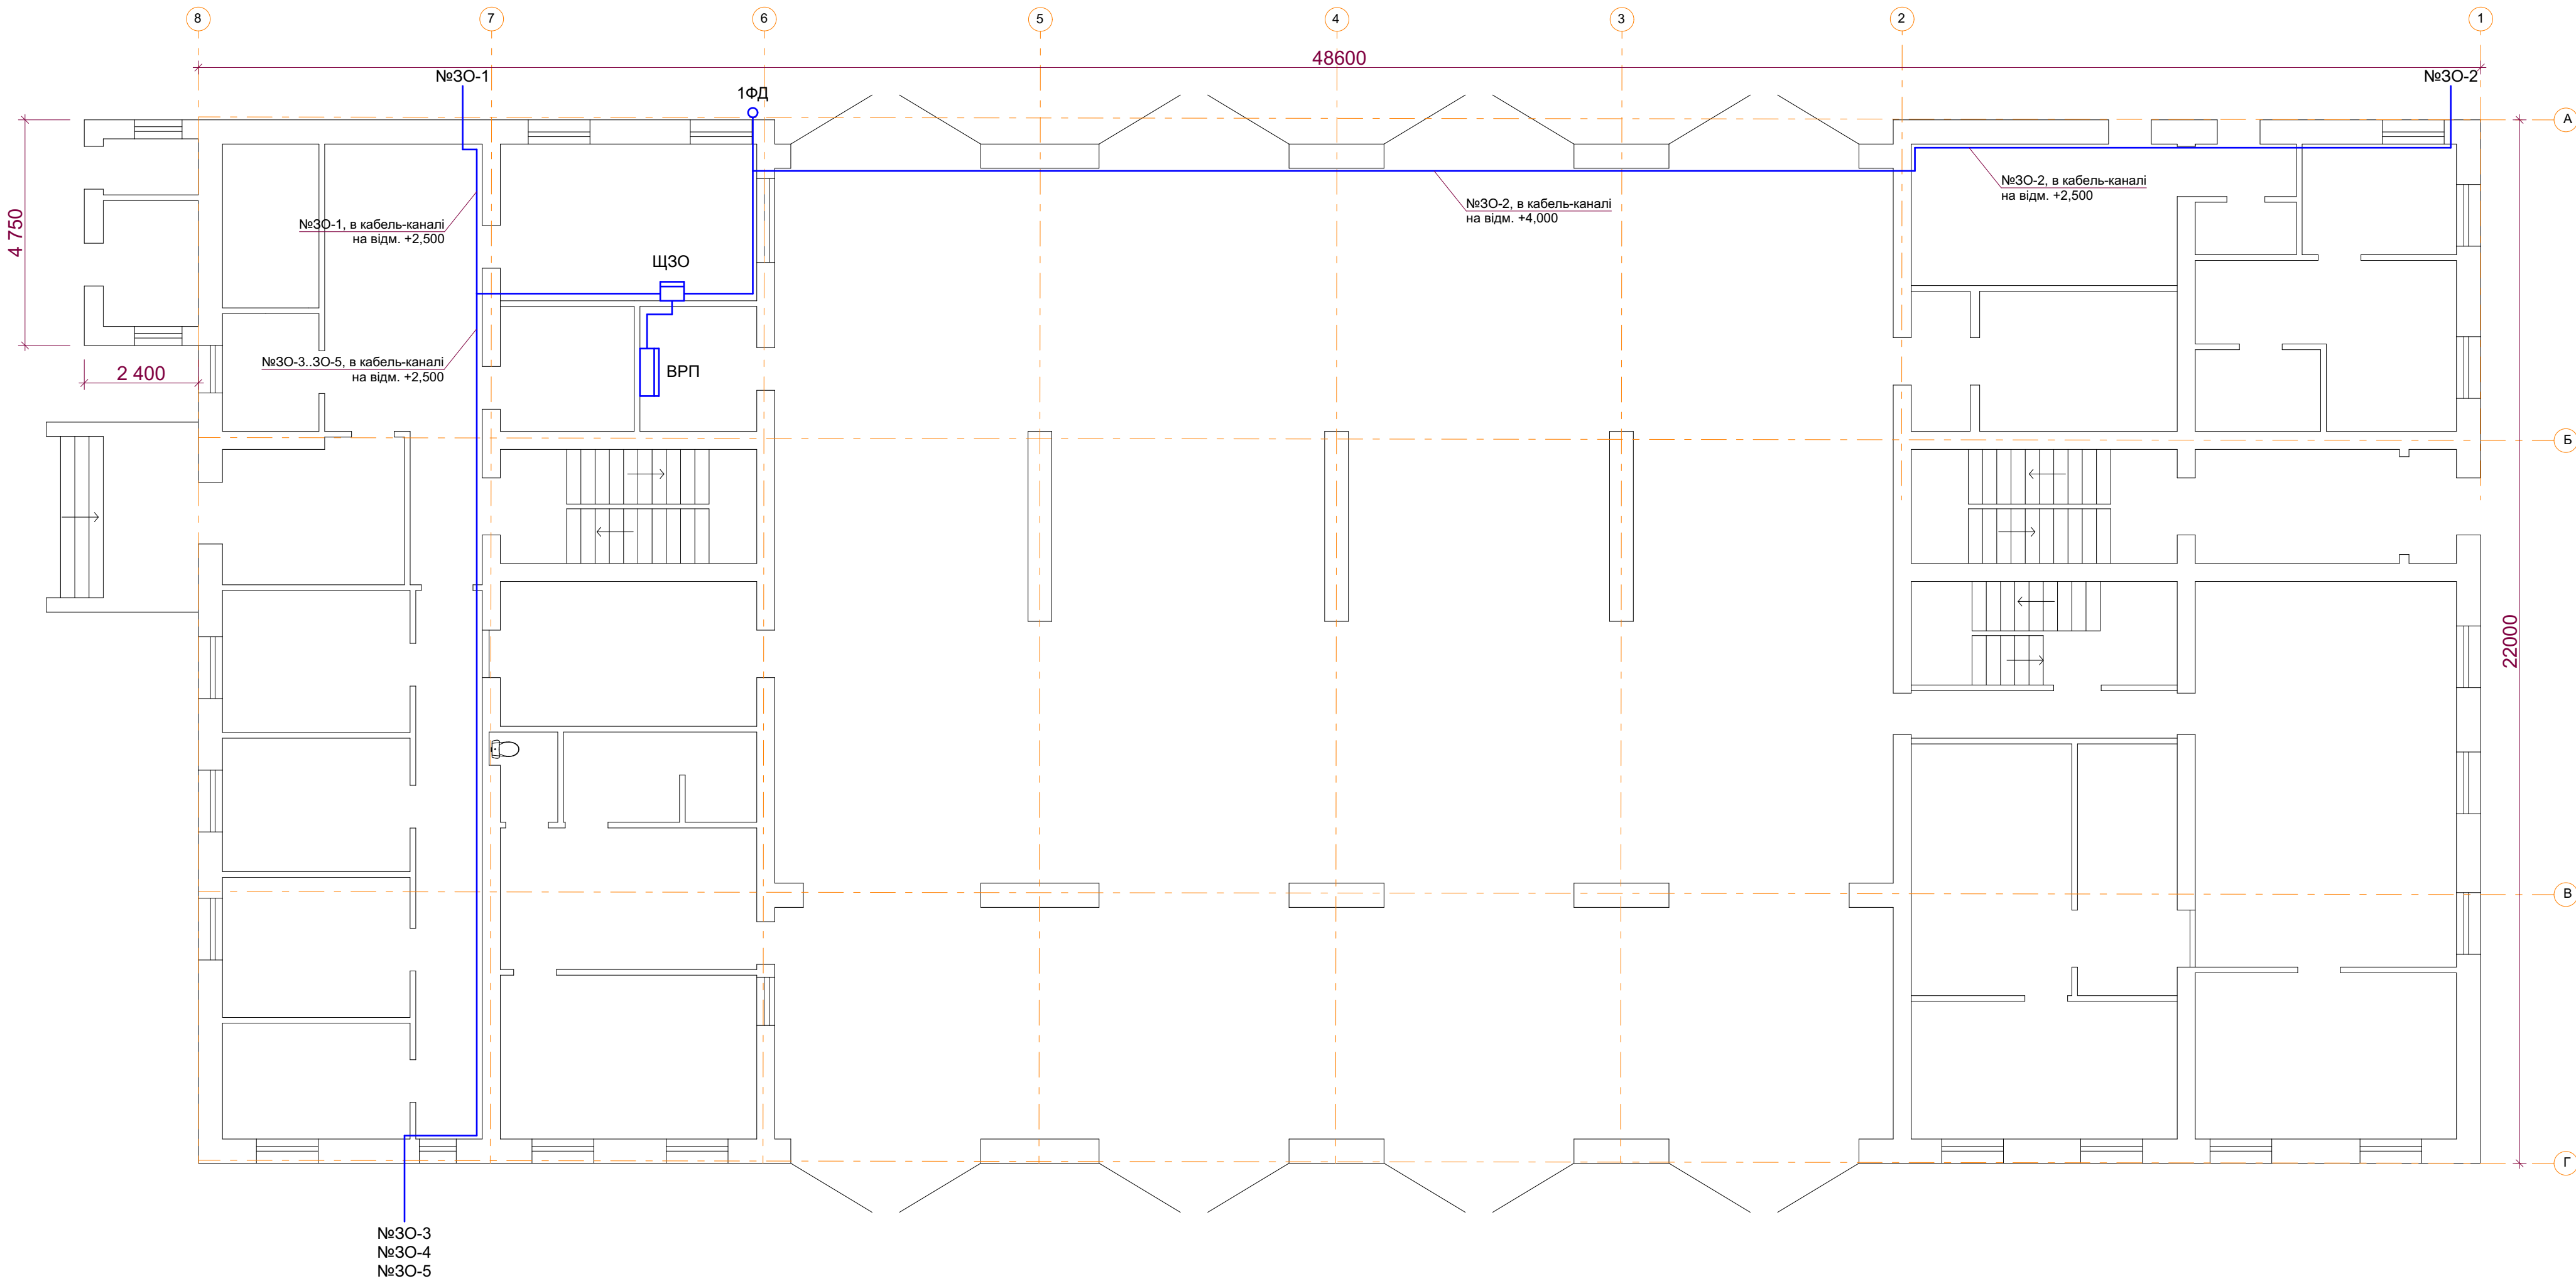 8
7
6
5
4
3
2
1
48600
№ЗО-1
№ЗО-2
1ФД
А
4 750
№ЗО-1, в кабель-каналі
на відм. +2,500
№ЗО-2, в кабель-каналі
на відм. +4,000
№ЗО-2, в кабель-каналі
на відм. +2,500
ЩЗО
№ЗО-3..ЗО-5, в кабель-каналі
на відм. +2,500
2 400
ВРП
Б
22000
В
Г
№ЗО-3
№ЗО-4
№ЗО-5